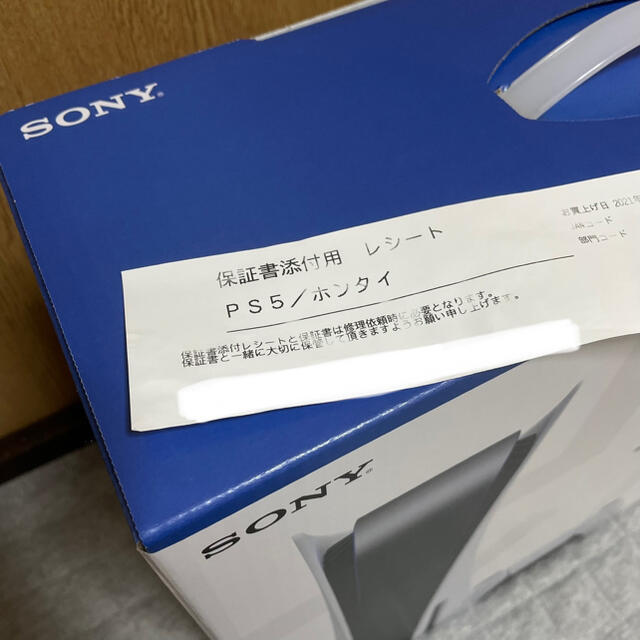 SONY
保証書添付用 レシート
お買上げ日 2021年
JANコード
部門コード
PS5/ホンタイ
保証書添付レシートと保証書は修理依頼時に必要となります。
保証書と一緒に大切に保管して頂きますようお願い申し上げます。
SONY